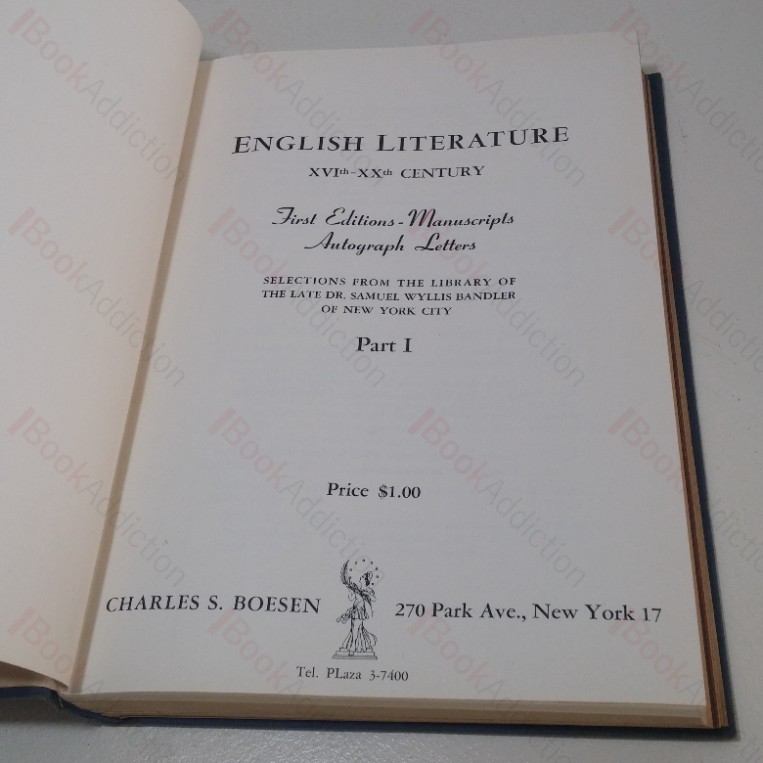 ENGLISH LITERATURE
XVIth-XXth CENTURY
First Editions-Manuscripts
Autograph Letters
SELECTIONS FROM THE LIBRARY OF
THE LATE DR. SAMUEL WYLLIS BANDLER
OF NEW YORK CITY
Part I
Price $1.00
CHARLES S. BOESEN 270 Park Ave., New York 17
Tel. PLaza 3-7400
BookAddiction